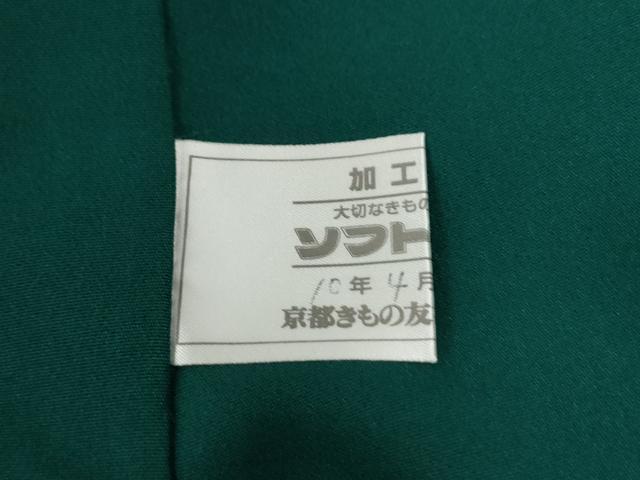 加工
大切なきもの
ソフト
10年4月
京都きもの友